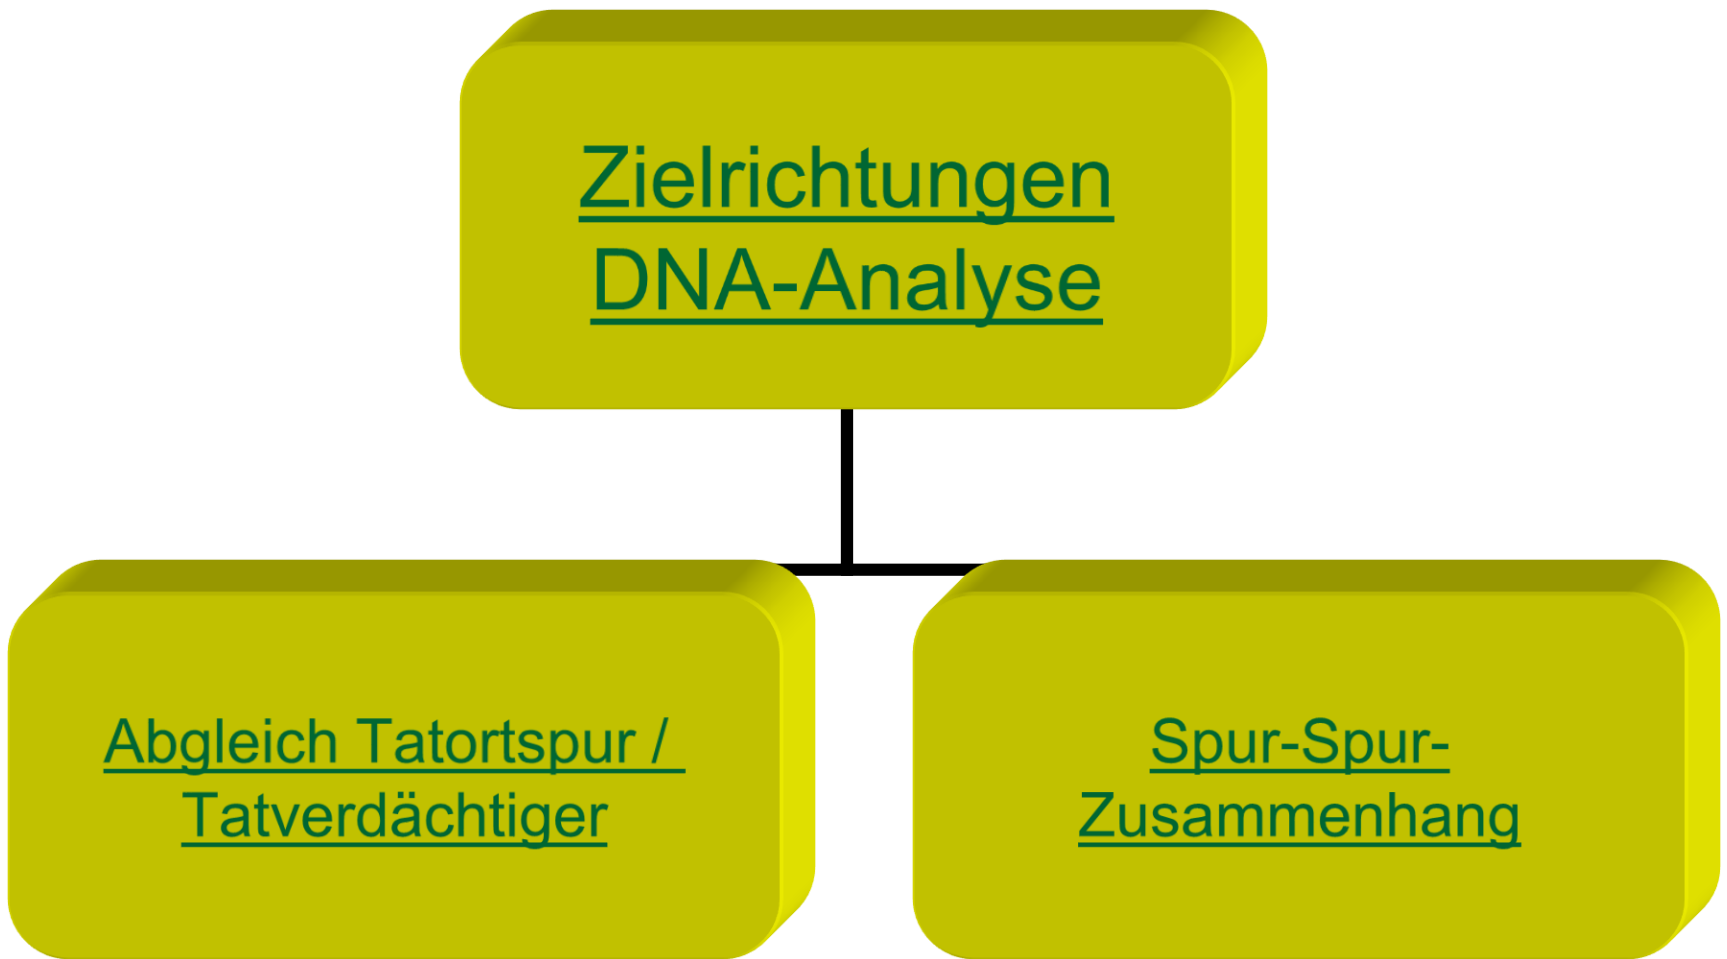 Zielrichtungen
DNA-Analyse
Abgleich Tatortspur /
Tatverdächtiger
Spur-Spur-
Zusammenhang